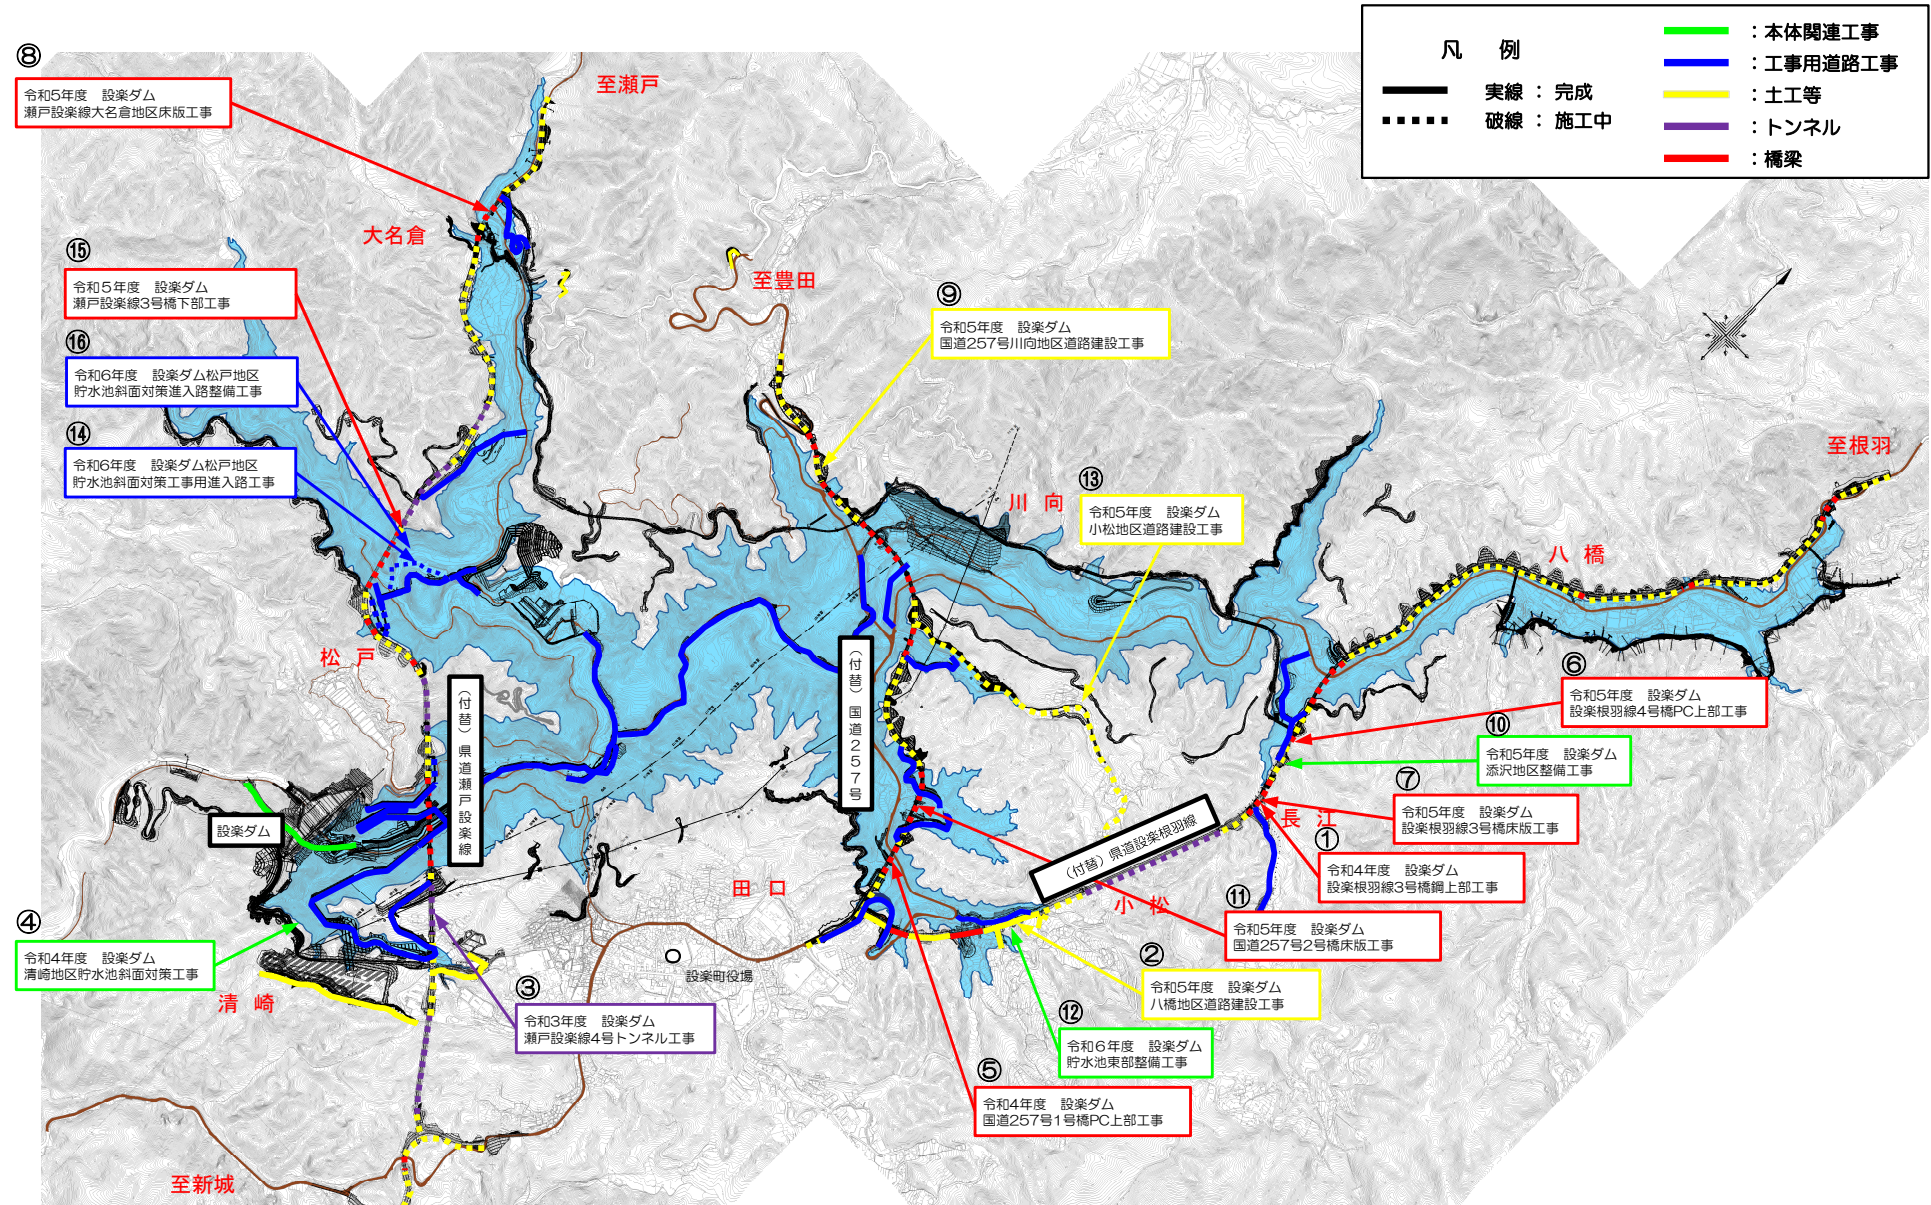 凡 例
実線 ： 完成
破線 ： 施工中
：本体関連工事
：工事用道路工事
：土工等
：トンネル
：橋梁
⑧
令和5年度 設楽ダム
瀬戸設楽線大名倉地区床版工事
至瀬戸
大名倉
⑮
令和5年度 設楽ダム
瀬戸設楽線3号橋下部工事
⑯
令和6年度 設楽ダム松戸地区
貯水池斜面対策進入路整備工事
⑭
令和6年度 設楽ダム松戸地区
貯水池斜面対策工事用進入路工事
至豊田
⑨
令和5年度 設楽ダム
国道257号川向地区道路建設工事
川 向
⑬
令和5年度 設楽ダム
小松地区道路建設工事
至根羽
八 橋
松 戸
（付替）県道瀬戸設楽線
（付替）国道257号
⑥
令和5年度 設楽ダム
設楽根羽線4号橋PC上部工事
⑩
令和5年度 設楽ダム
添沢地区整備工事
⑦
令和5年度 設楽ダム
設楽根羽線3号橋床版工事
長 江
①
令和4年度 設楽ダム
設楽根羽線3号橋鋼上部工事
設楽ダム
（付替）県道設楽根羽線
田 口
小 松
⑪
令和5年度 設楽ダム
国道257号2号橋床版工事
④
令和4年度 設楽ダム
清崎地区貯水池斜面対策工事
清 崎
設楽町役場
②
令和5年度 設楽ダム
八橋地区道路建設工事
③
令和3年度 設楽ダム
瀬戸設楽線4号トンネル工事
⑫
令和6年度 設楽ダム
貯水池東部整備工事
⑤
令和4年度 設楽ダム
国道257号1号橋PC上部工事
至新城